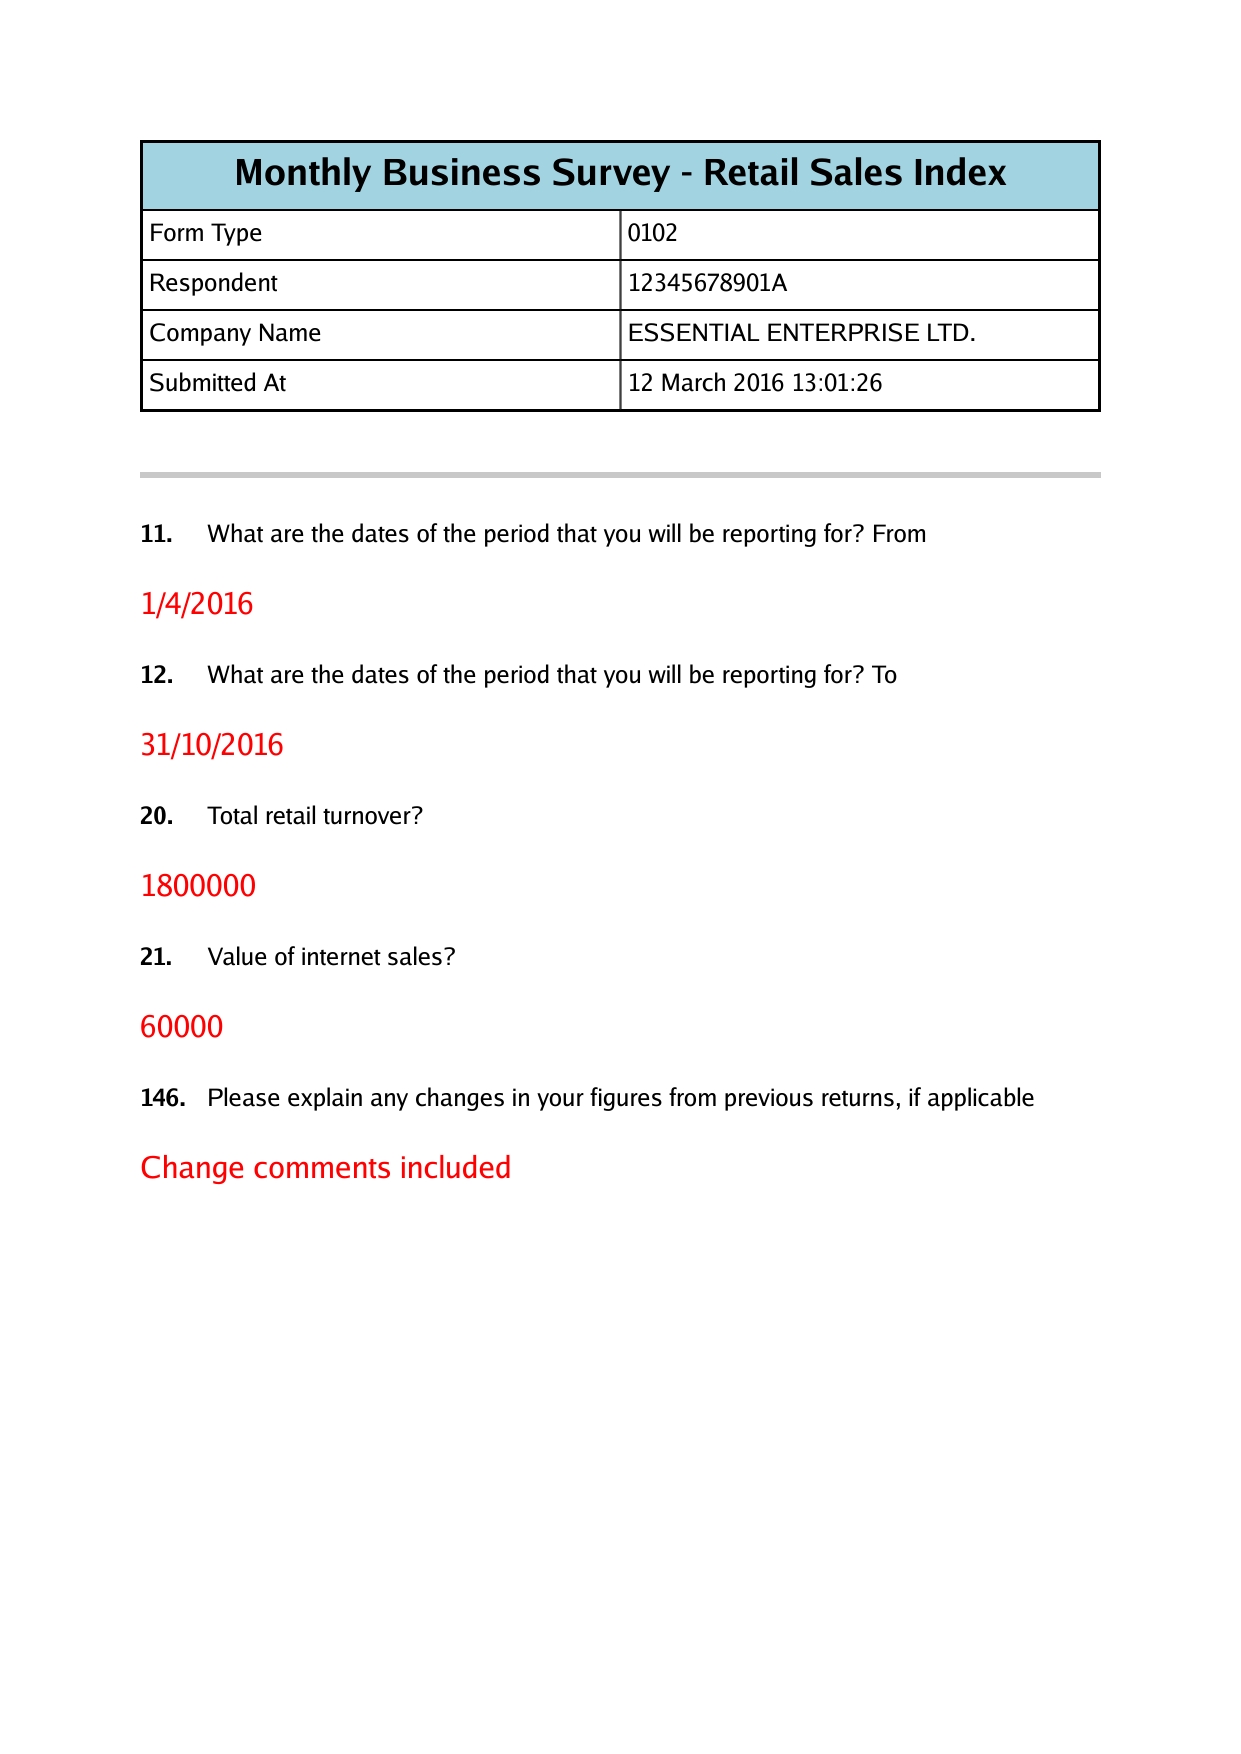 Monthly Business Survey - Retail Sales Index
Form Type 0102
Respondent 12345678901A
Company Name ESSENTIAL ENTERPRISE LTD.
Submitted At 12 March 2016 13:01:26
11. What are the dates of the period that you will be reporting for? From
1/4/2016
12. What are the dates of the period that you will be reporting for? To
31/10/2016
20. Total retail turnover?
1800000
21. Value of internet sales?
60000
146. Please explain any changes in your figures from previous returns, if applicable
Change comments included